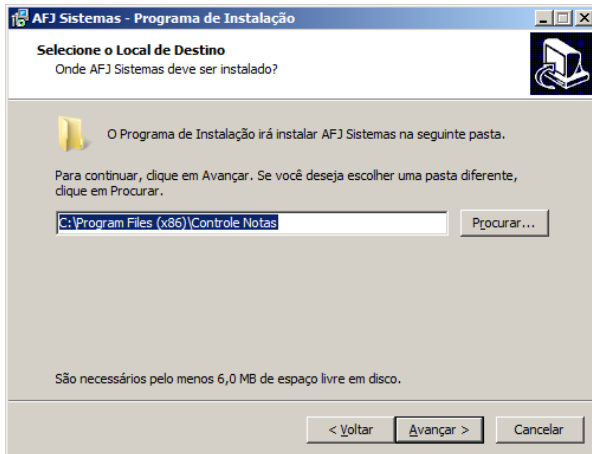 AFJ Sistemas - Programa de Instalação
Selecione o Local de Destino
Onde AFJ Sistemas deve ser instalado?
O Programa de Instalação irá instalar AFJ Sistemas na seguinte pasta.
Para continuar, clique em Avançar. Se você deseja escolher uma pasta diferente,
clique em Procurar.
C:\Program Files (x86)\Controle Notas
Procurar...
São necessários pelo menos 6,0 MB de espaço livre em disco.
< Voltar
Avançar >
Cancelar